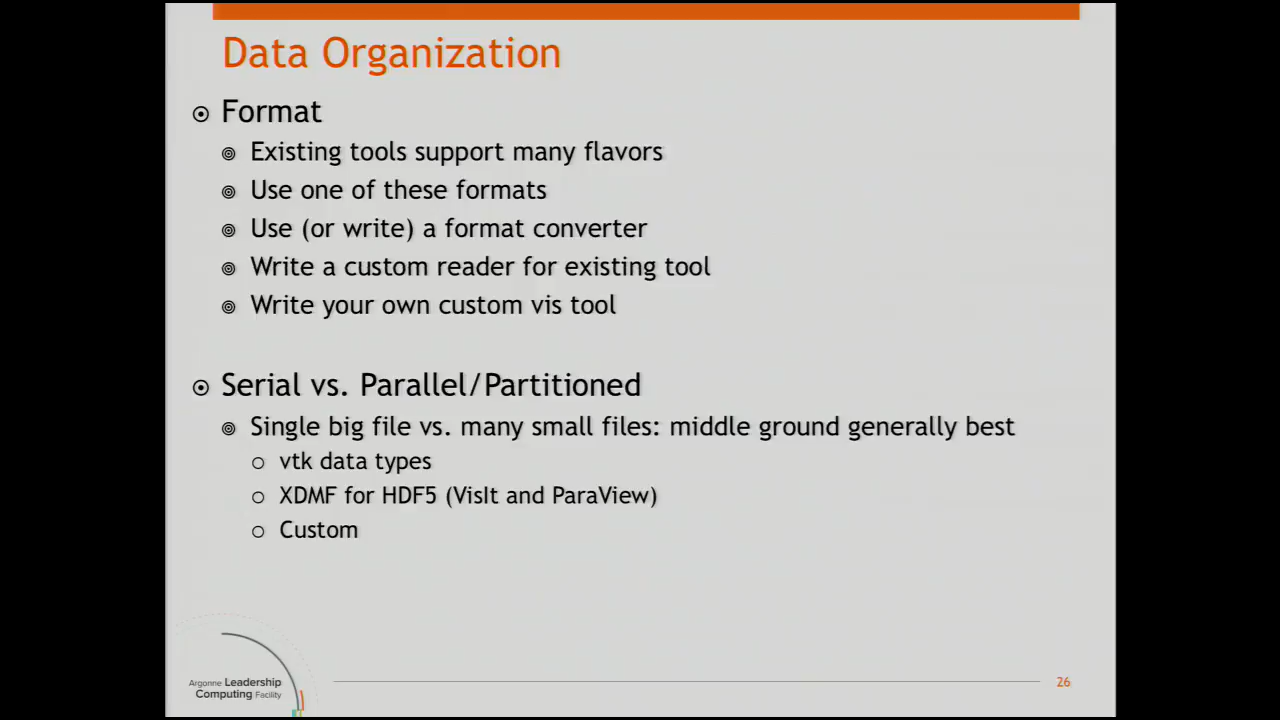 Data Organization
Format
Existing tools support many flavors
Use one of these formats
Use (or write) a format converter
Write a custom reader for existing tool
Write your own custom vis tool
Serial vs. Parallel/Partitioned
Single big file vs. many small files: middle ground generally best
vtk data types
XDMF for HDF5 (VisIt and ParaView)
Custom
Argonne Leadership
Computing Facility
26